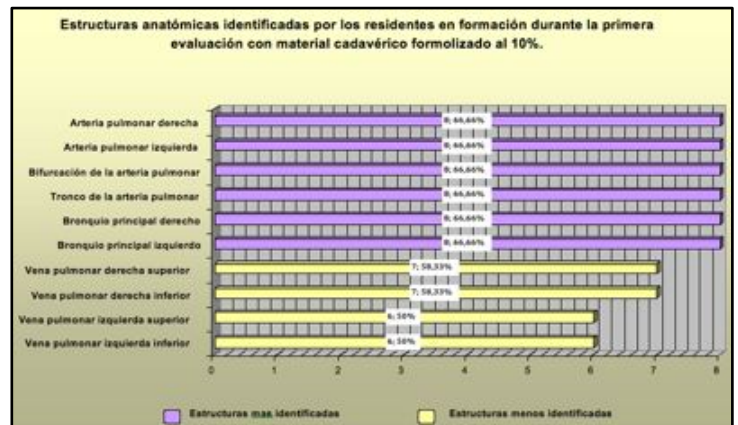 Estructuras anatómicas identificadas por los residentes en formación durante la primera
evaluación con material cadavérico formolizado al 10%.
Arteria pulmonar derecha 8; 66,66%
Arteria pulmonar izquierda 8; 66,66%
Bifurcación de la arteria pulmonar 8; 66,66%
Tronco de la arteria pulmonar 8; 66,66%
Bronquio principal derecho 8; 66,66%
Bronquio principal izquierdo 8; 66,66%
Vena pulmonar derecha superior 7; 58,33%
Vena pulmonar derecha inferior 7; 58,33%
Vena pulmonar izquierda superior 6; 50%
Vena pulmonar izquierda inferior 6; 50%
0 1 2 3 4 5 6 7 8
Estructuras mas identificadas Estructuras menos identificadas